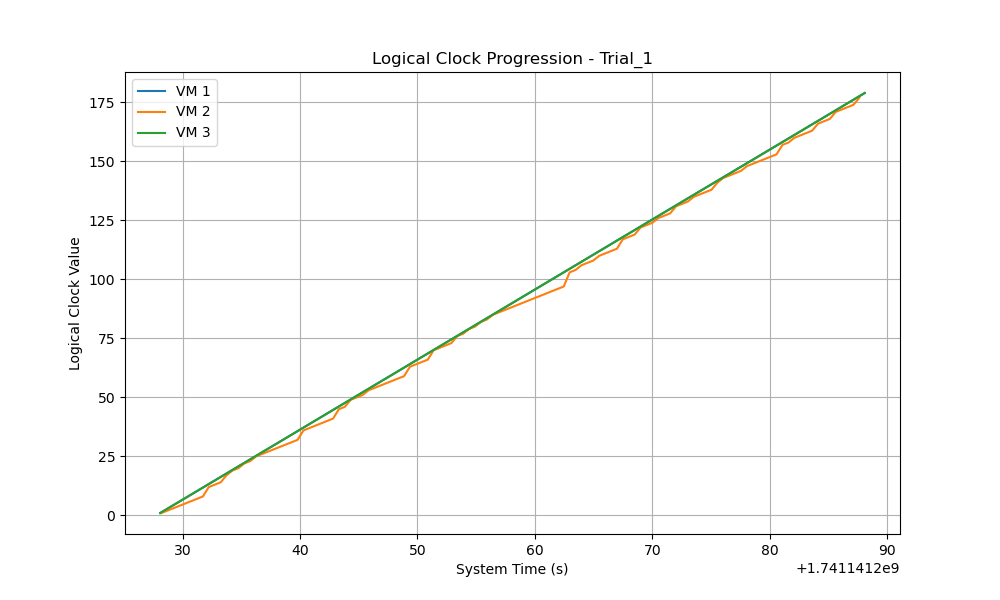 Logical Clock Progression - Trial_1
VM 1
VM 2
VM 3
175
150
125
100
75
50
25
0
Logical Clock Value
30 40 50 60 70 80 90
System Time (s)
+1.7411412e9